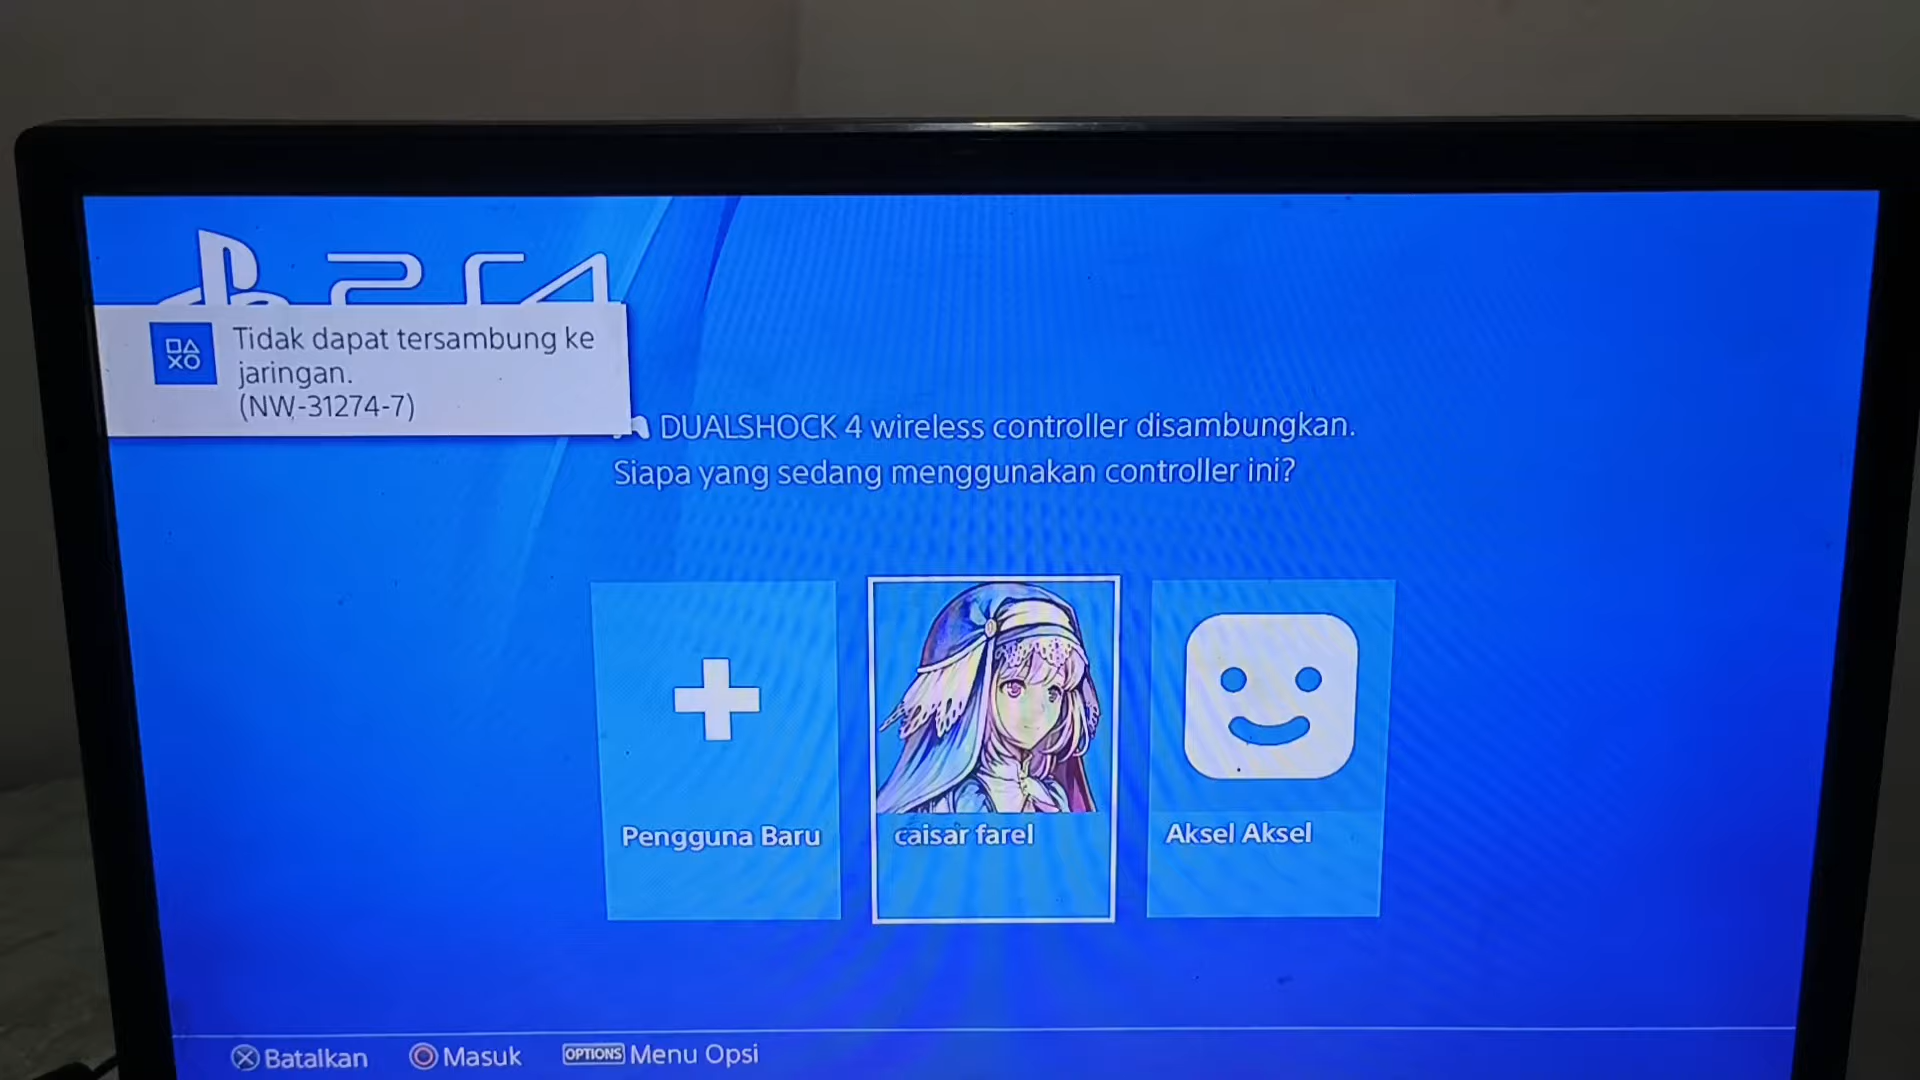 PS4
Tidak dapat tersambung ke
jaringan.
(NW-31274-7)
DUALSHOCK 4 wireless controller disambungkan.
Siapa yang sedang menggunakan controller ini?
Pengguna Baru
caisar farel
Aksel Aksel
Batalkan
Masuk
OPTIONS Menu Opsi